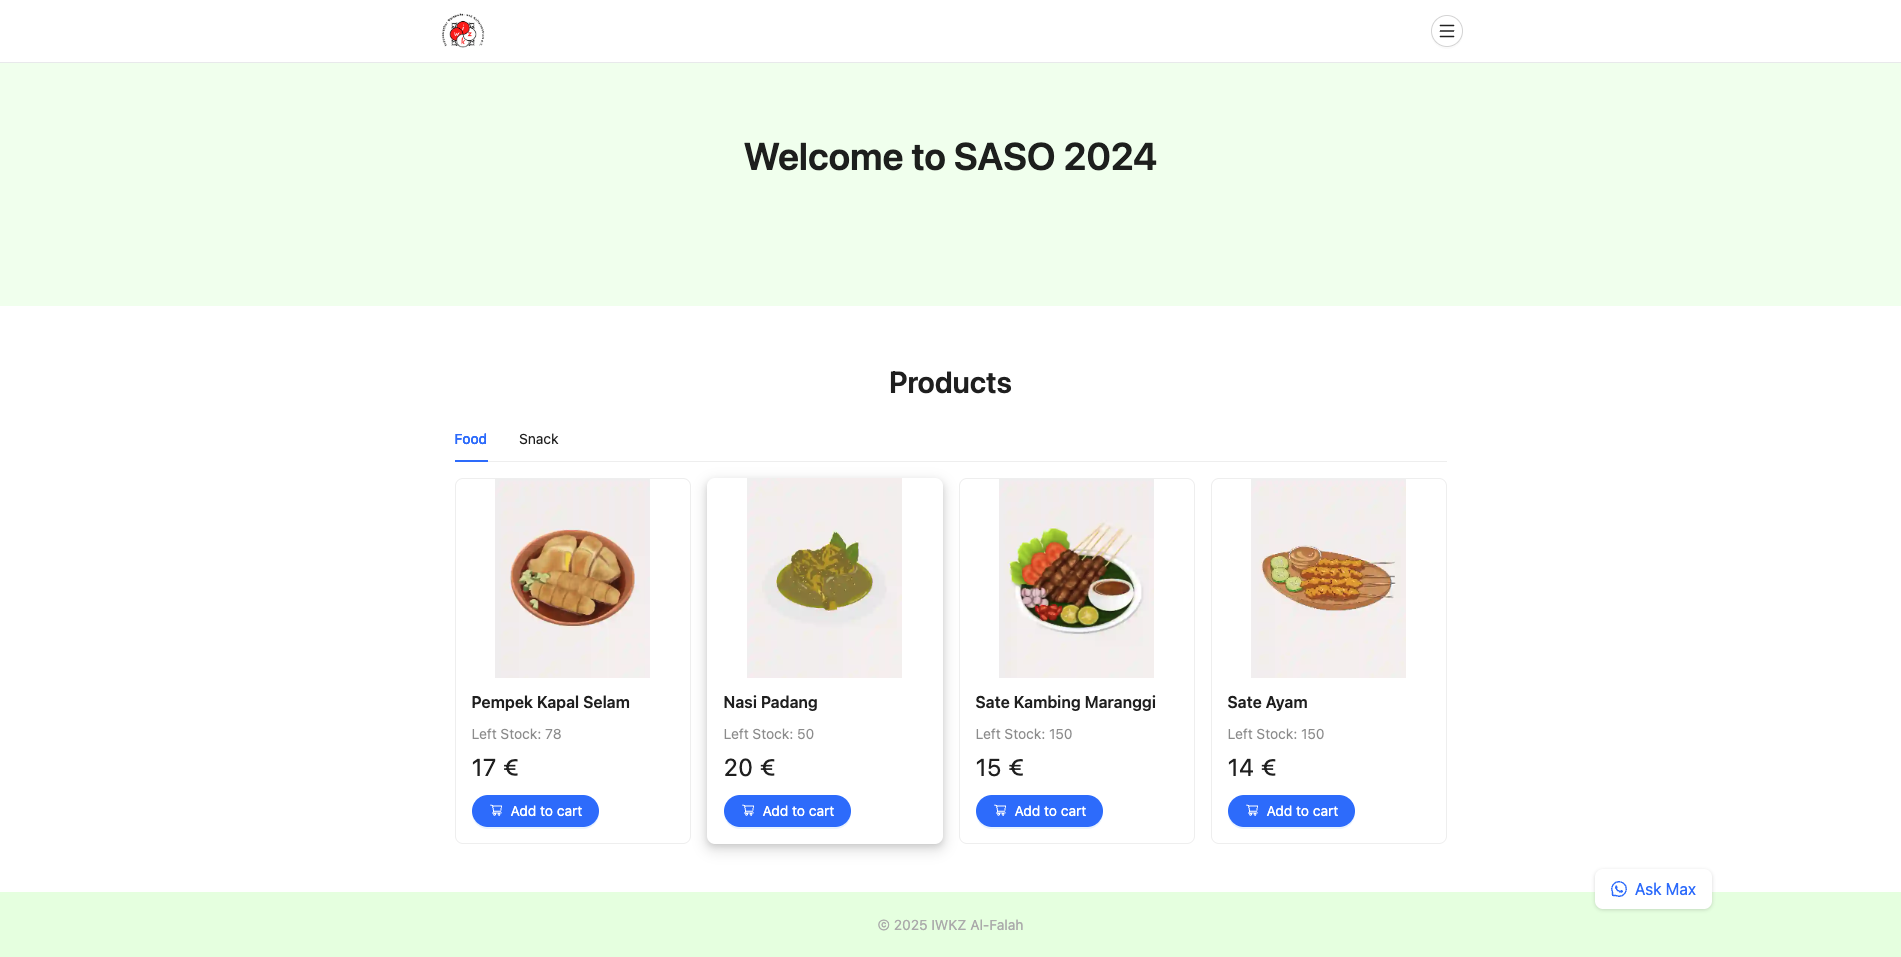 Welcome to SASO 2024
Products
Food
Snack
Pempek Kapal Selam
Left Stock: 78
17 €
Add to cart
Nasi Padang
Left Stock: 50
20 €
Add to cart
Sate Kambing Maranggi
Left Stock: 150
15 €
Add to cart
Sate Ayam
Left Stock: 150
14 €
Add to cart
Ask Max
© 2025 IWKZ Al-Falah